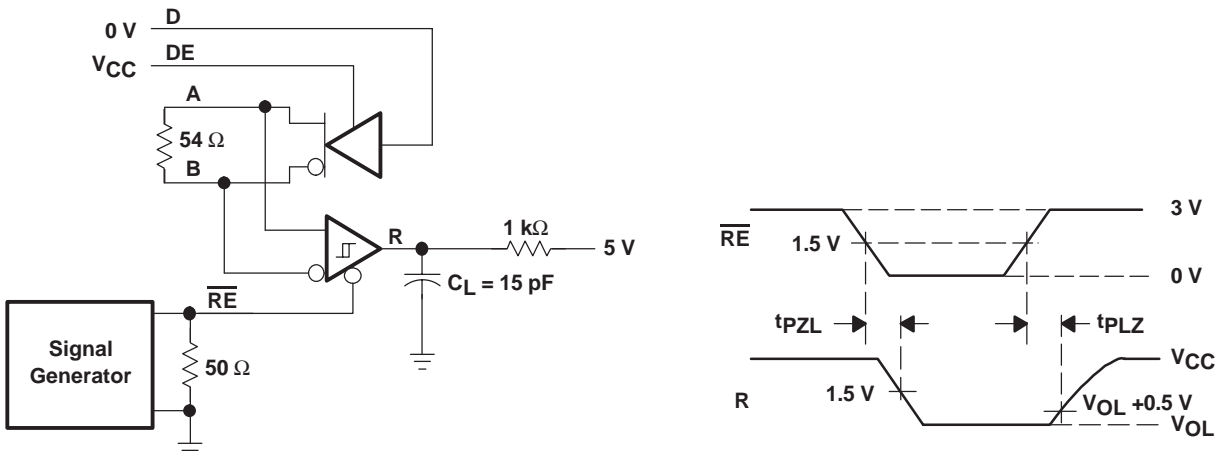 D
0 V
DE
VCC
A
54 Ω
B
R
1 kΩ
5 V
CL = 15 pF
RE
Signal
Generator
50 Ω
3 V
RE
1.5 V
0 V
tPZL
tPLZ
VCC
1.5 V
R
VOL +0.5 V
VOL